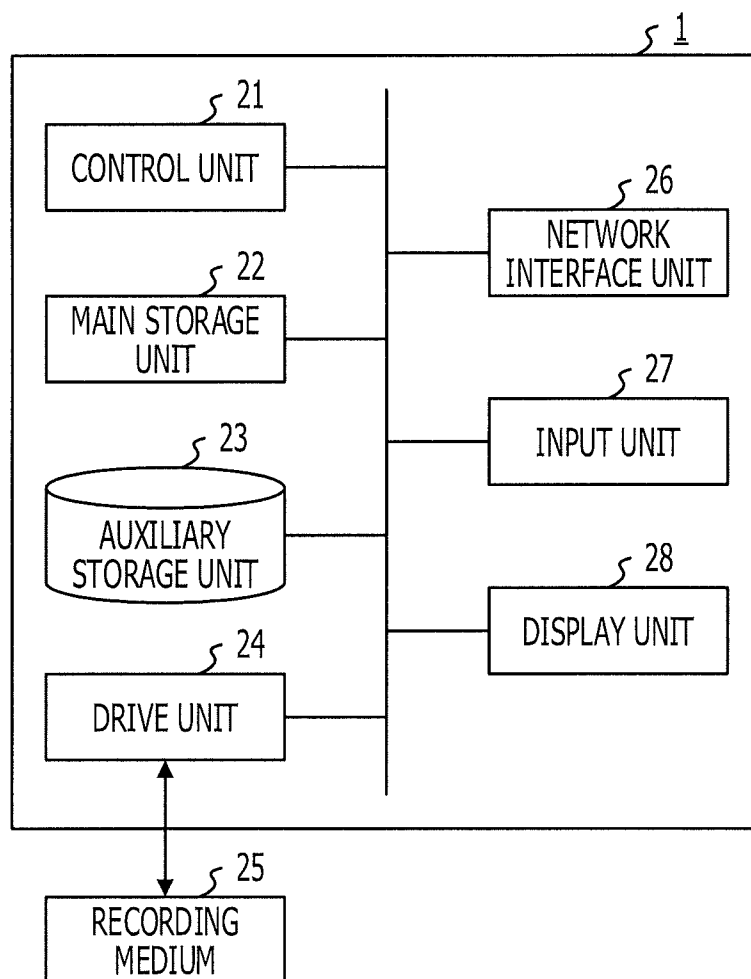 1
21
CONTROL UNIT
26
NETWORK
INTERFACE UNIT
22
MAIN STORAGE
UNIT
27
INPUT UNIT
23
AUXILIARY
STORAGE UNIT
28
DISPLAY UNIT
24
DRIVE UNIT
25
RECORDING
MEDIUM